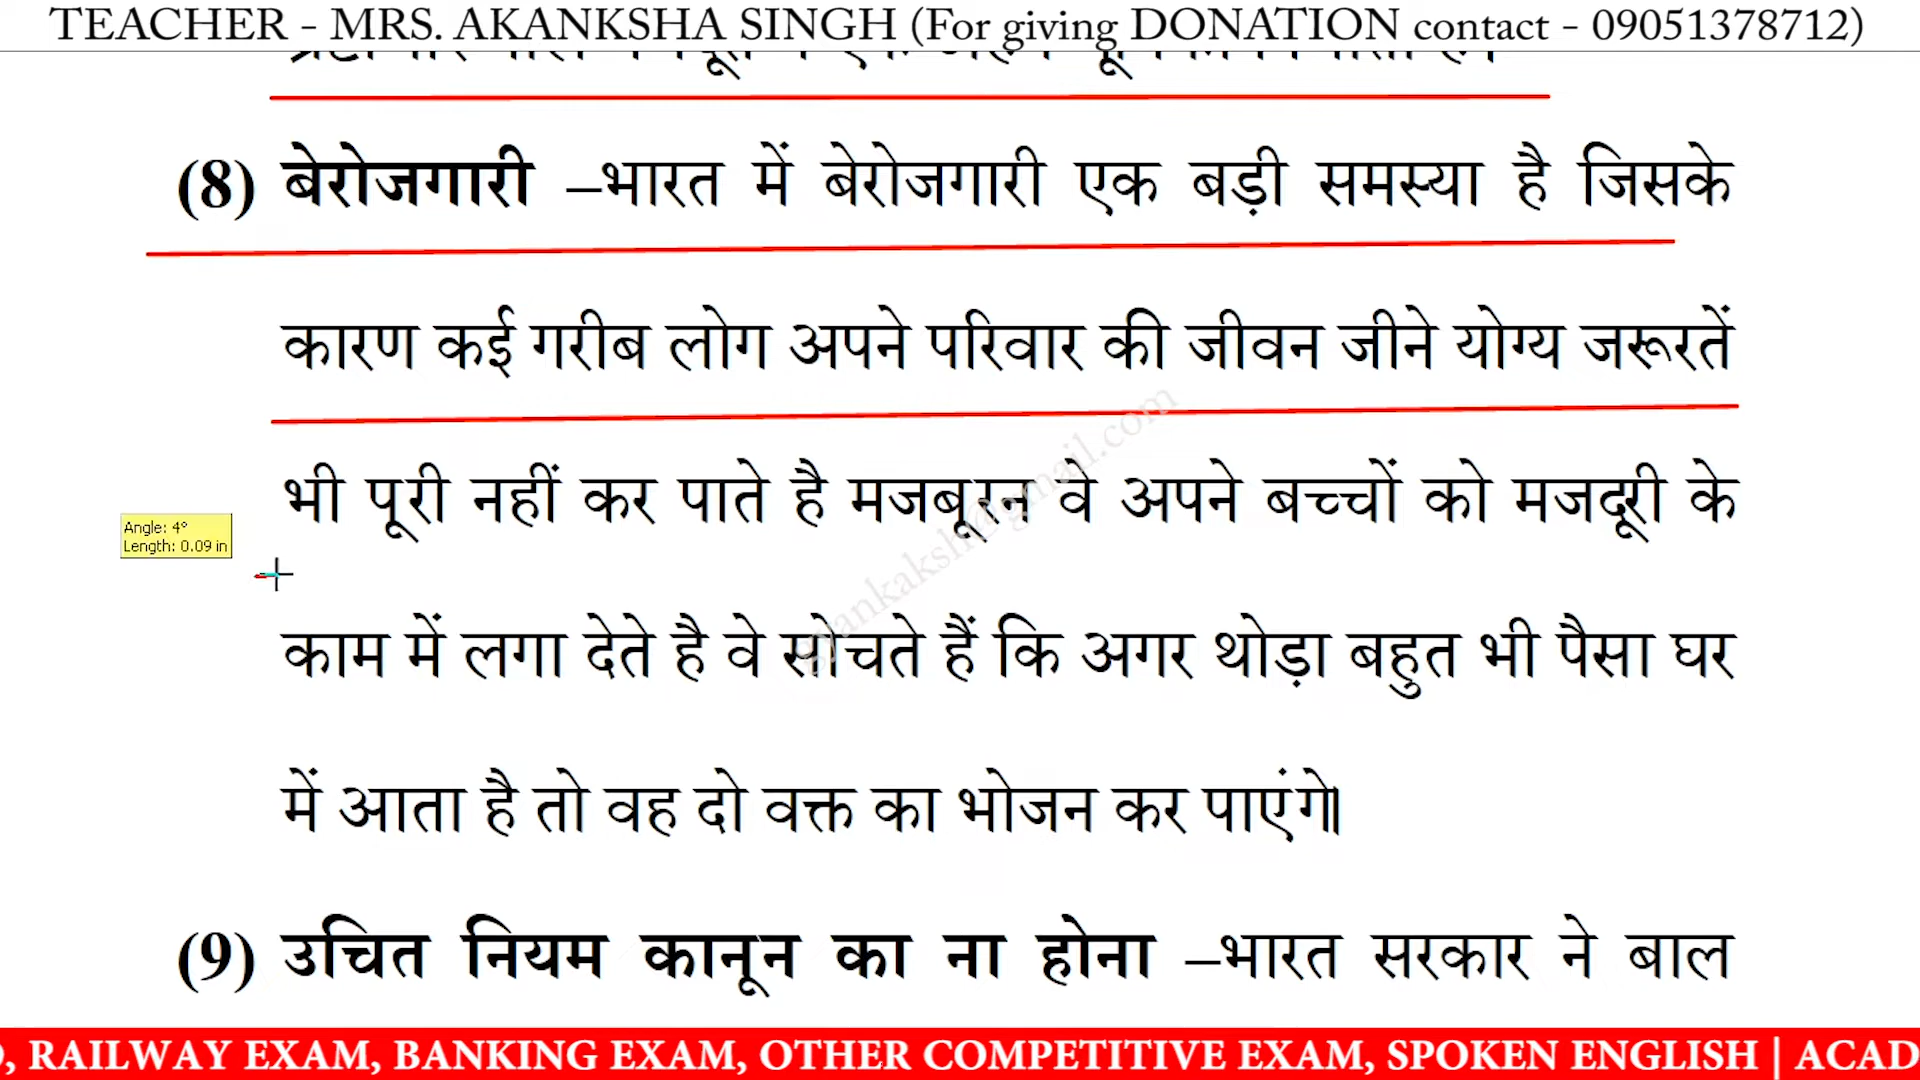 TEACHER - MRS. AKANKSHA SINGH (For giving DONATION contact - 09051378712)
(8) बेरोजगारी –भारत में बेरोजगारी एक बड़ी समस्या है जिसके
कारण कई गरीब लोग अपने परिवार की जीवन जीने योग्य जरूरतें
भी पूरी नहीं कर पाते है मजबूरन वे अपने बच्चों को मजदूरी के
Angle: 4°
Length: 0.09 in
gyankaksh@gmail.com
काम में लगा देते है वे सोचते हैं कि अगर थोड़ा बहुत भी पैसा घर
में आता है तो वह दो वक्त का भोजन कर पाएंगे।
(9) उचित नियम कानून का ना होना –भारत सरकार ने बाल
, RAILWAY EXAM, BANKING EXAM, OTHER COMPETITIVE EXAM, SPOKEN ENGLISH | ACAD